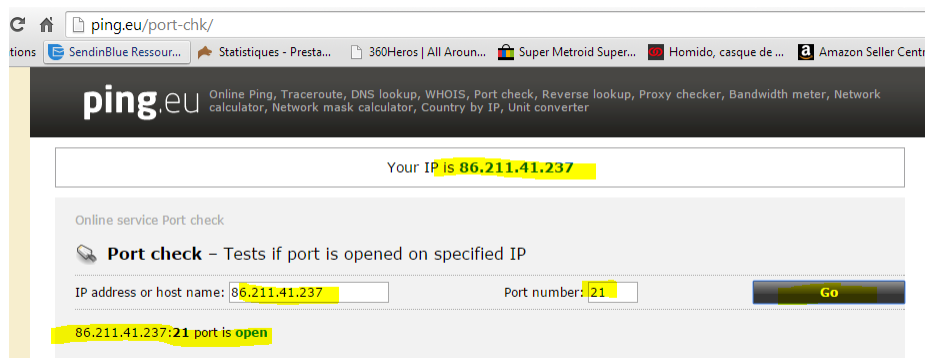 ping.eu/port-chk/
tions SendinBlue Ressour... Statistiques - Presta... 360Heros | All Aroun... Super Metroid Super... Homido, casque de ... Amazon Seller Centr
ping.eu
Online Ping, Traceroute, DNS lookup, WHOIS, Port check, Reverse lookup, Proxy checker, Bandwidth meter, Network
calculator, Network mask calculator, Country by IP, Unit converter
Your IP is 86.211.41.237
Online service Port check
Port check – Tests if port is opened on specified IP
IP address or host name: 86.211.41.237 Port number: 21 Go
86.211.41.237:21 port is open